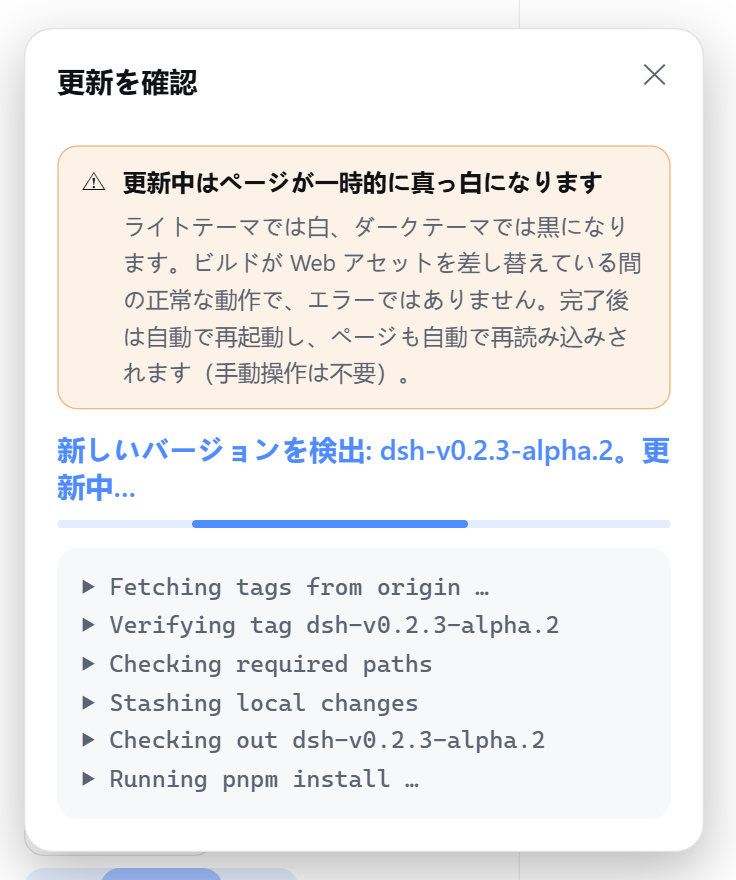 更新を確認
⚠ 更新中はページが一時的に真っ白になります
ライトテーマでは白、ダークテーマでは黒になり
ます。ビルドが Web アセットを差し替えている間
の正常な動作で、エラーではありません。完了後
は自動で再起動し、ページも自動で再読み込みさ
れます（手動操作は不要）。
新しいバージョンを検出: dsh-v0.2.3-alpha.2。更
新中...
▶ Fetching tags from origin …
▶ Verifying tag dsh-v0.2.3-alpha.2
▶ Checking required paths
▶ Stashing local changes
▶ Checking out dsh-v0.2.3-alpha.2
▶ Running pnpm install …